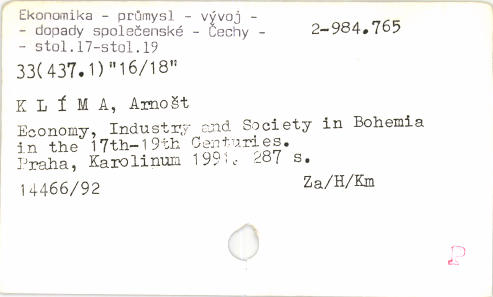 Ekonomika - průmysl - vývoj -
- dopady společenské - Čechy -
- stol.17-stol.19
2-984.765
33(437.1)"16/18"
K L Í M A, Arnošt
Economy, Industry and Society in Bohemia
in the 17th-19th Centuries.
Praha, Karolinum 1991. 287 s.
14466/92
Za/H/Km
P